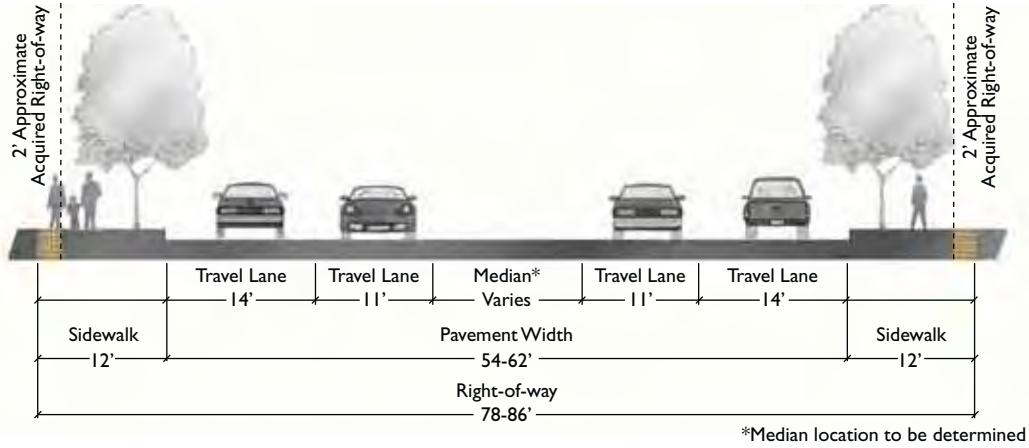 2' Approximate
Acquired Right-of-way
2' Approximate
Acquired Right-of-way
Travel Lane
14'
Travel Lane
11'
Median*
Varies
Travel Lane
11'
Travel Lane
14'
Sidewalk
12'
Pavement Width
54-62'
Sidewalk
12'
Right-of-way
78-86'
*Median location to be determined